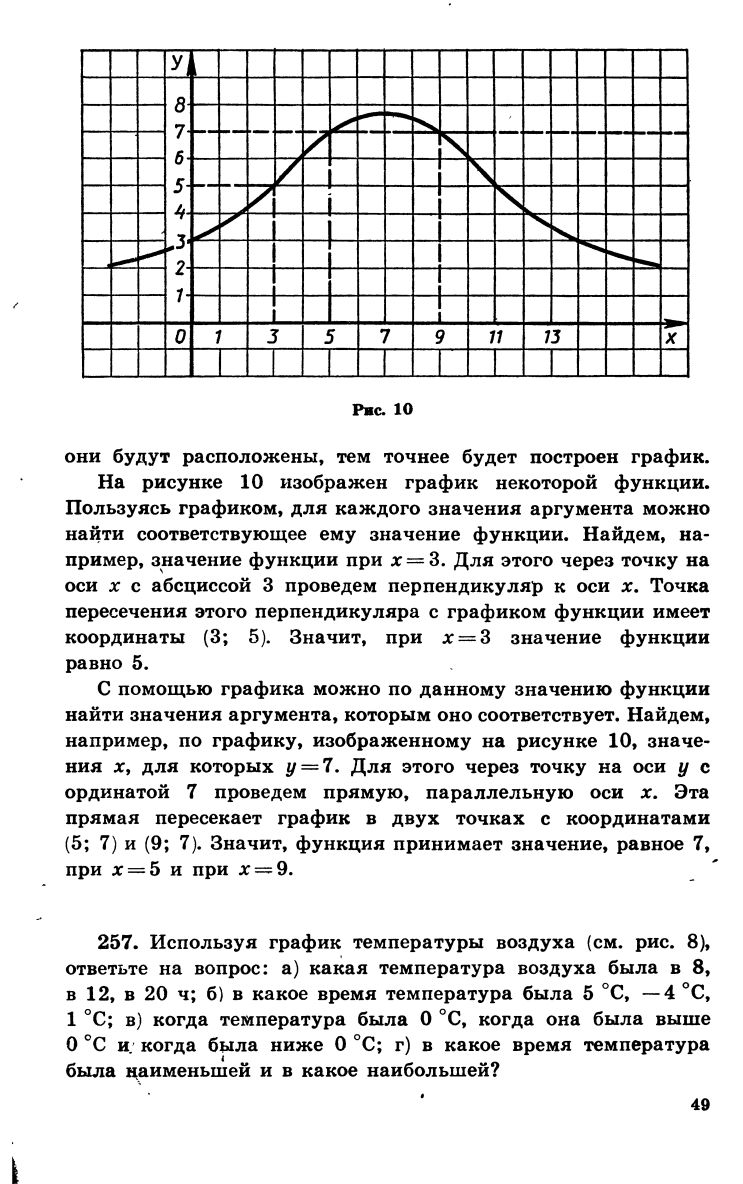 y
8
7
6
5
4
3
2
1
0 1 3 5 7 9 11 13 x
Рис. 10
они будут расположены, тем точнее будет построен график.
На рисунке 10 изображен график некоторой функции.
Пользуясь графиком, для каждого значения аргумента можно
найти соответствующее ему значение функции. Найдем, на-
пример, значение функции при x=3. Для этого через точку на
оси x с абсциссой 3 проведем перпендикуляр к оси x. Точка
пересечения этого перпендикуляра с графиком функции имеет
координаты (3; 5). Значит, при x=3 значение функции
равно 5.
С помощью графика можно по данному значению функции
найти значения аргумента, которым оно соответствует. Найдем,
например, по графику, изображенному на рисунке 10, значе-
ния x, для которых y=7. Для этого через точку на оси y с
ординатой 7 проведем прямую, параллельную оси x. Эта
прямая пересекает график в двух точках с координатами
(5; 7) и (9; 7). Значит, функция принимает значение, равное 7,
при x=5 и при x=9.
257. Используя график температуры воздуха (см. рис. 8),
ответьте на вопрос: а) какая температура воздуха была в 8,
в 12, в 20 ч; б) в какое время температура была 5 °С, —4 °С,
1 °С; в) когда температура была 0 °С, когда она была выше
0 °С и когда была ниже 0 °С; г) в какое время температура
была наименьшей и в какое наибольшей?
49